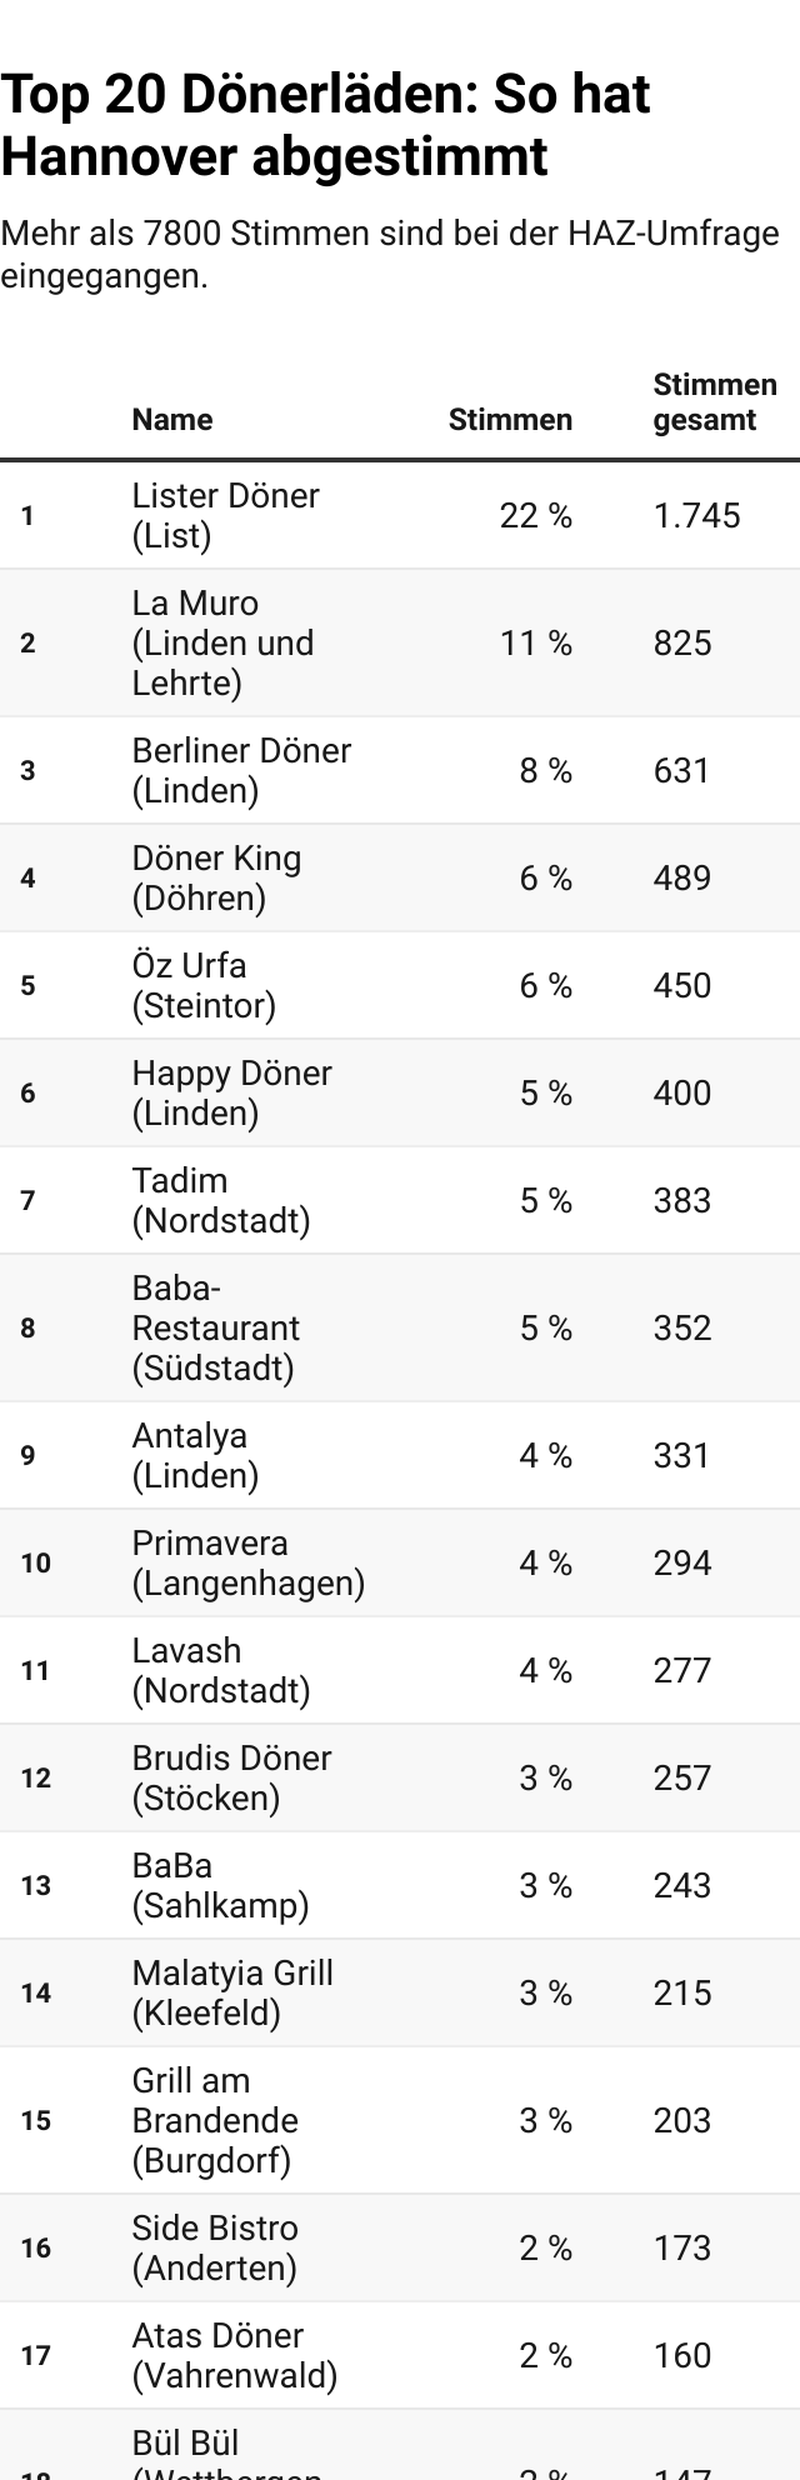 Top 20 Dönerläden: So hat
Hannover abgestimmt
Mehr als 7800 Stimmen sind bei der HAZ-Umfrage
eingegangen.
Name Stimmen Stimmen gesamt
1 Lister Döner (List) 22 % 1.745
2 La Muro (Linden und Lehrte) 11 % 825
3 Berliner Döner (Linden) 8 % 631
4 Döner King (Döhren) 6 % 489
5 Öz Urfa (Steintor) 6 % 450
6 Happy Döner (Linden) 5 % 400
7 Tadim (Nordstadt) 5 % 383
8 Baba-Restaurant (Südstadt) 5 % 352
9 Antalya (Linden) 4 % 331
10 Primavera (Langenhagen) 4 % 294
11 Lavash (Nordstadt) 4 % 277
12 Brudis Döner (Stöcken) 3 % 257
13 BaBa (Sahlkamp) 3 % 243
14 Malatyia Grill (Kleefeld) 3 % 215
15 Grill am Brandende (Burgdorf) 3 % 203
16 Side Bistro (Anderten) 2 % 173
17 Atas Döner (Vahrenwald) 2 % 160
Bül Bül